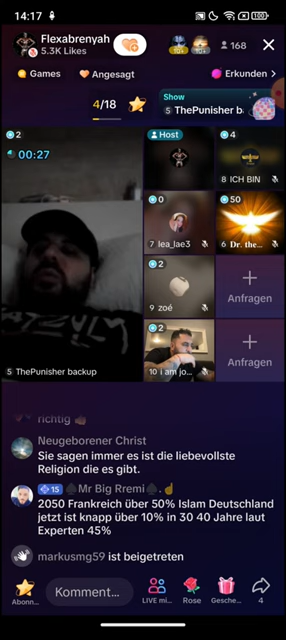 14:17
100
Flexabrenyah
5.3K Likes
10+
10+
168
Games
Angesagt
Erkunden >
4/18
Show
5 ThePunisher ba
2
00:27
Host
4
8 ICH BIN
0
7 lea_lae3
50
6 Dr. the...
2
9 zoé
Anfragen
2
10 i am jo...
Anfragen
5 ThePunisher backup
richtig
Neugeborener Christ
Sie sagen immer es ist die liebevollste
Religion die es gibt.
15 ♠Mr Big Rremi♠.☝
2050 Frankreich über 50% Islam Deutschland
jetzt ist knapp über 10% in 30 40 Jahre laut
Experten 45%
markusmg59 ist beigetreten
Komment...
Abonn...
LIVE mi...
Rose
Gesche...
4